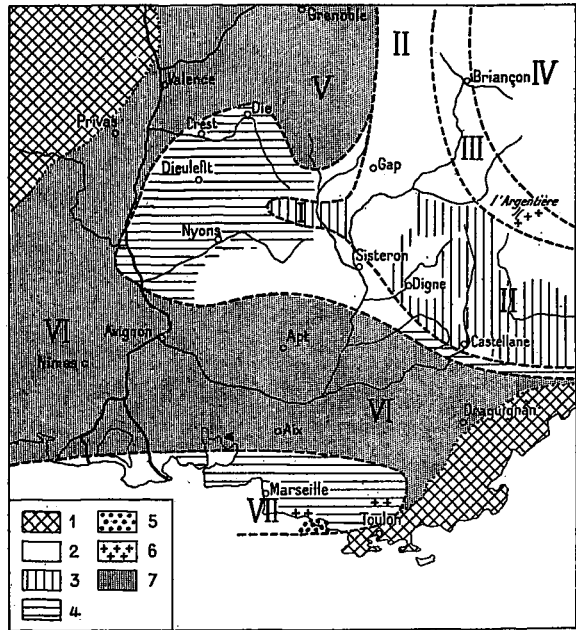 Grenoble
II
IV
Briançon
Valence
V
Die
Privas
Crest
III
Gap
Dieulefit
l'Argentière
I
Nyons
Sisteron
Digne
II
VI
Avignon
Apt
Castellane
Nîmes
VI
Draguignan
Aix
Marseille
VII
Toulon
1 5
2 6
3 7
4